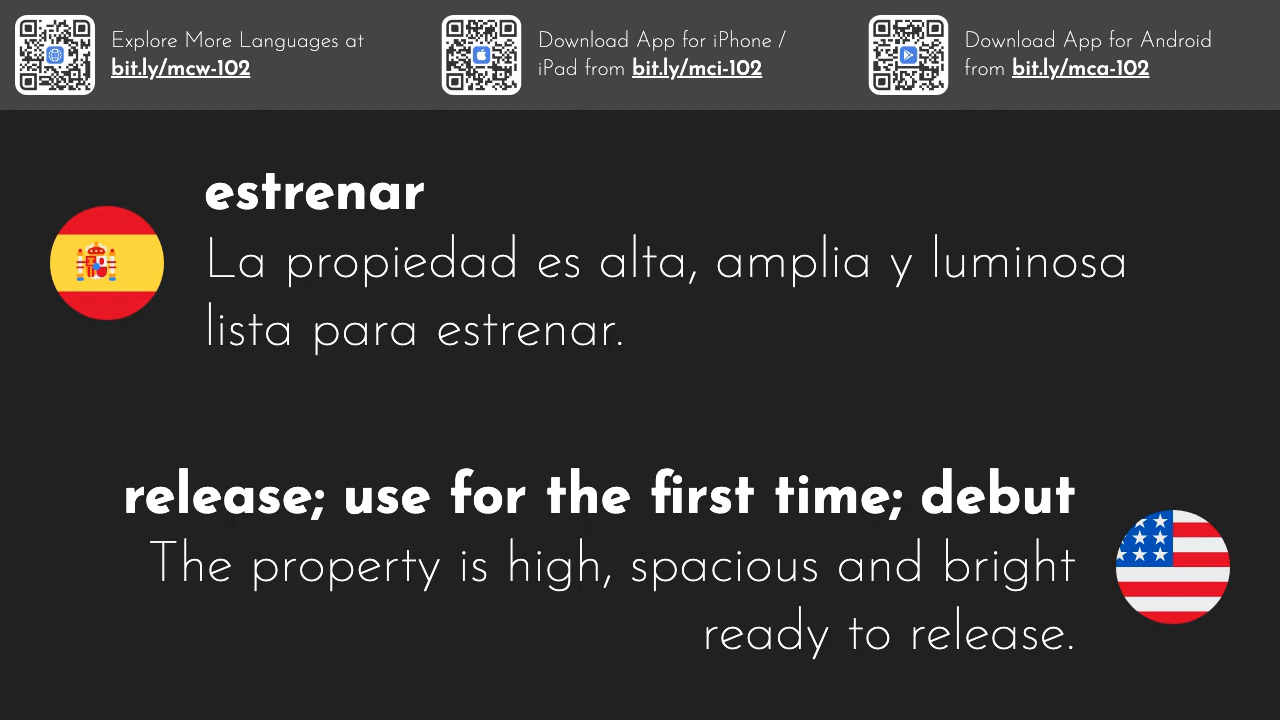 Explore More Languages at
bit.ly/mcw-102
Download App for iPhone /
iPad from bit.ly/mci-102
Download App for Android
from bit.ly/mca-102
estrenar
La propiedad es alta, amplia y luminosa
lista para estrenar.
release; use for the first time; debut
The property is high, spacious and bright
ready to release.